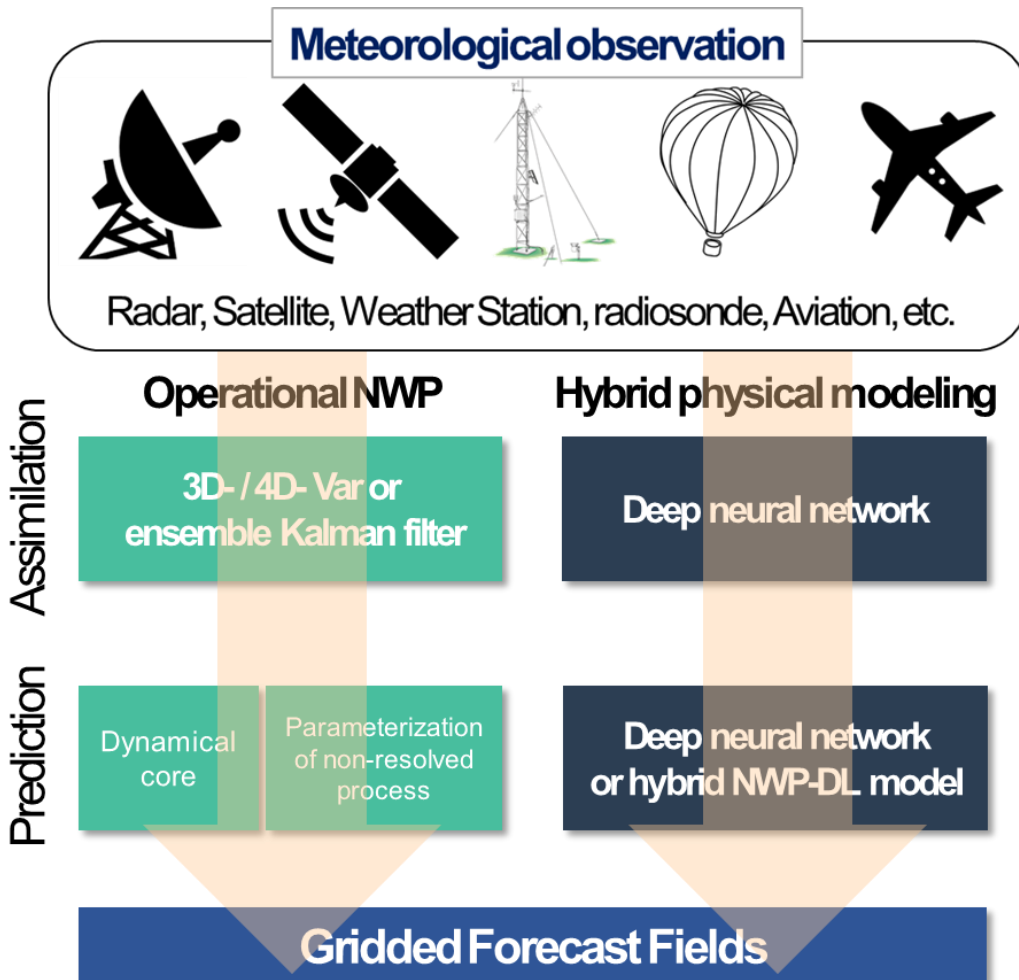 Meteorological observation
Radar, Satellite, Weather Station, radiosonde, Aviation, etc.
Operational NWP
Hybrid physical modeling
Assimilation
3D- / 4D- Var or
ensemble Kalman filter
Deep neural network
Prediction
Dynamical
core
Parameterization
of non-resolved
process
Deep neural network
or hybrid NWP-DL model
Gridded Forecast Fields